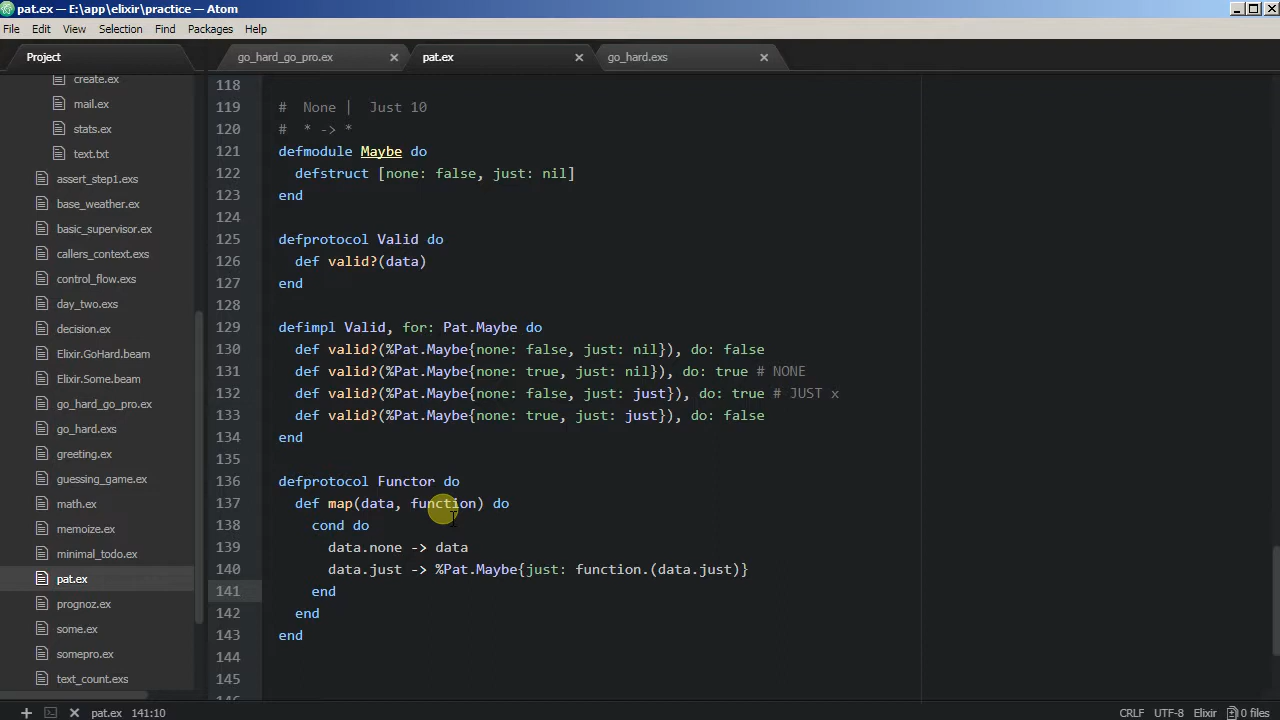 pat.ex — E:\app\elixir\practice — Atom
File Edit View Selection Find Packages Help
Project
go_hard_go_pro.ex
pat.ex
go_hard.exs
create.ex
mail.ex
stats.ex
text.txt
assert_step1.exs
base_weather.ex
basic_supervisor.ex
callers_context.exs
control_flow.exs
day_two.exs
decision.ex
Elixir.GoHard.beam
Elixir.Some.beam
go_hard_go_pro.ex
go_hard.exs
greeting.ex
guessing_game.ex
math.ex
memoize.ex
minimal_todo.ex
pat.ex
prognoz.ex
some.ex
somepro.ex
text_count.exs
118
119 # None | Just 10
120 # * -> *
121 defmodule Maybe do
122 defstruct [none: false, just: nil]
123 end
124
125 defprotocol Valid do
126 def valid?(data)
127 end
128
129 defimpl Valid, for: Pat.Maybe do
130 def valid?(%Pat.Maybe{none: false, just: nil}), do: false
131 def valid?(%Pat.Maybe{none: true, just: nil}), do: true # NONE
132 def valid?(%Pat.Maybe{none: false, just: just}), do: true # JUST x
133 def valid?(%Pat.Maybe{none: true, just: just}), do: false
134 end
135
136 defprotocol Functor do
137 def map(data, function) do
138 cond do
139 data.none -> data
140 data.just -> %Pat.Maybe{just: function.(data.just)}
141 end
142 end
143 end
144
145
146
pat.ex 141:10
CRLF UTF-8 Elixir 0 files